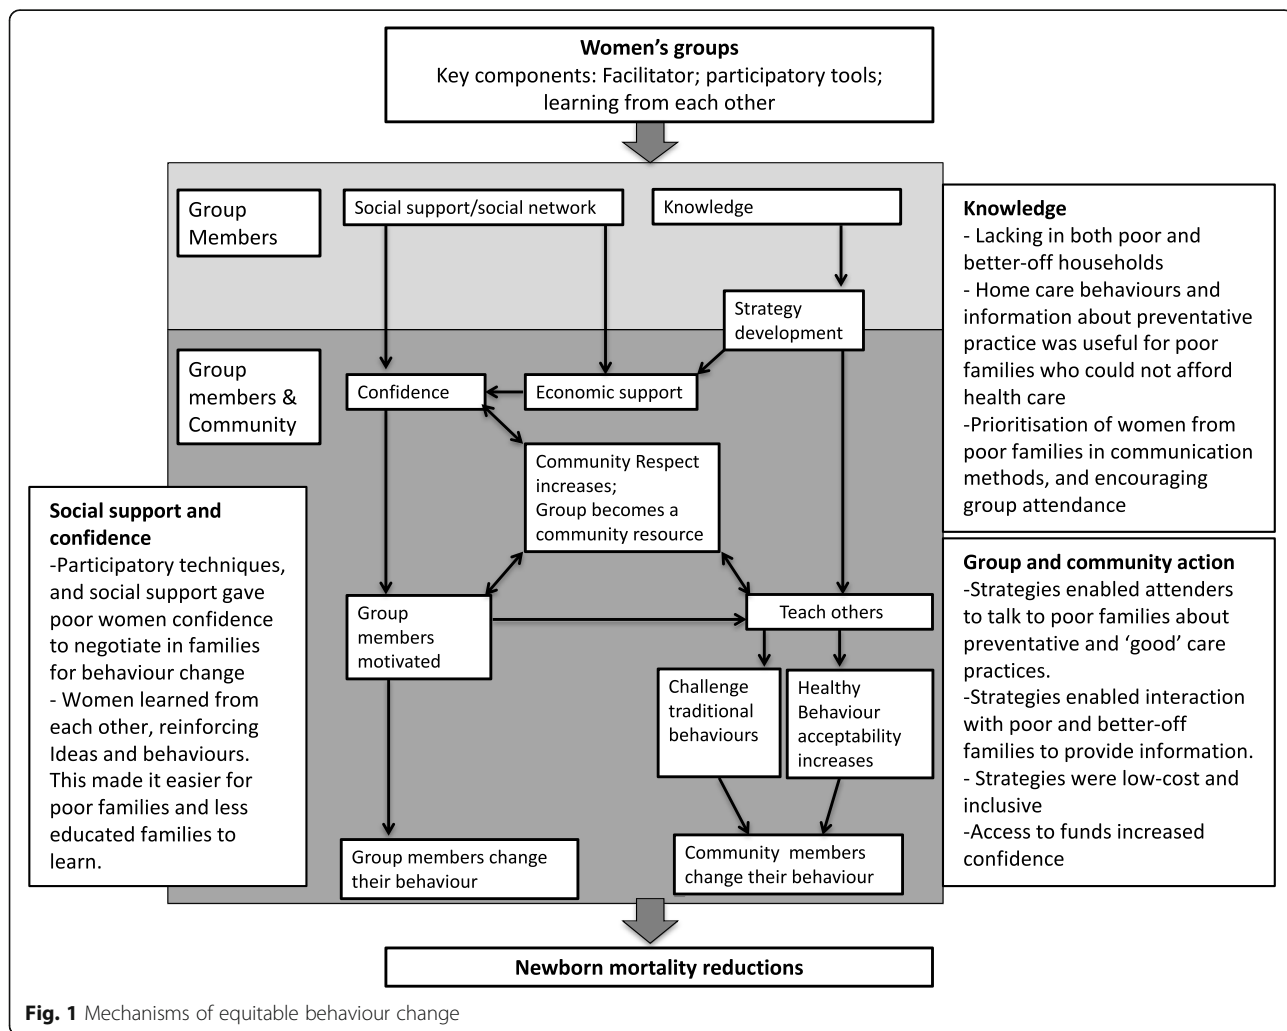 Women's groups
Key components: Facilitator; participatory tools;
learning from each other
Group
Members
Social support/social network
Knowledge
Strategy
development
Group
members &
Community
Confidence
Economic support
Community Respect
increases;
Group becomes a
community resource
Group
members
motivated
Teach others
Challenge
traditional
behaviours
Healthy
Behaviour
acceptability
increases
Group members change
their behaviour
Community members
change their behaviour
Social support and
confidence
-Participatory techniques,
and social support gave
poor women confidence
to negotiate in families
for behaviour change
- Women learned from
each other, reinforcing
Ideas and behaviours.
This made it easier for
poor families and less
educated families to
learn.
Knowledge
- Lacking in both poor and
better-off households
- Home care behaviours and
information about preventative
practice was useful for poor
families who could not afford
health care
-Prioritisation of women from
poor families in communication
methods, and encouraging
group attendance
Group and community action
-Strategies enabled attenders
to talk to poor families about
preventative and ‘good’ care
practices.
-Strategies enabled interaction
with poor and better-off
families to provide information.
- Strategies were low-cost and
inclusive
-Access to funds increased
confidence
Newborn mortality reductions
Fig. 1 Mechanisms of equitable behaviour change